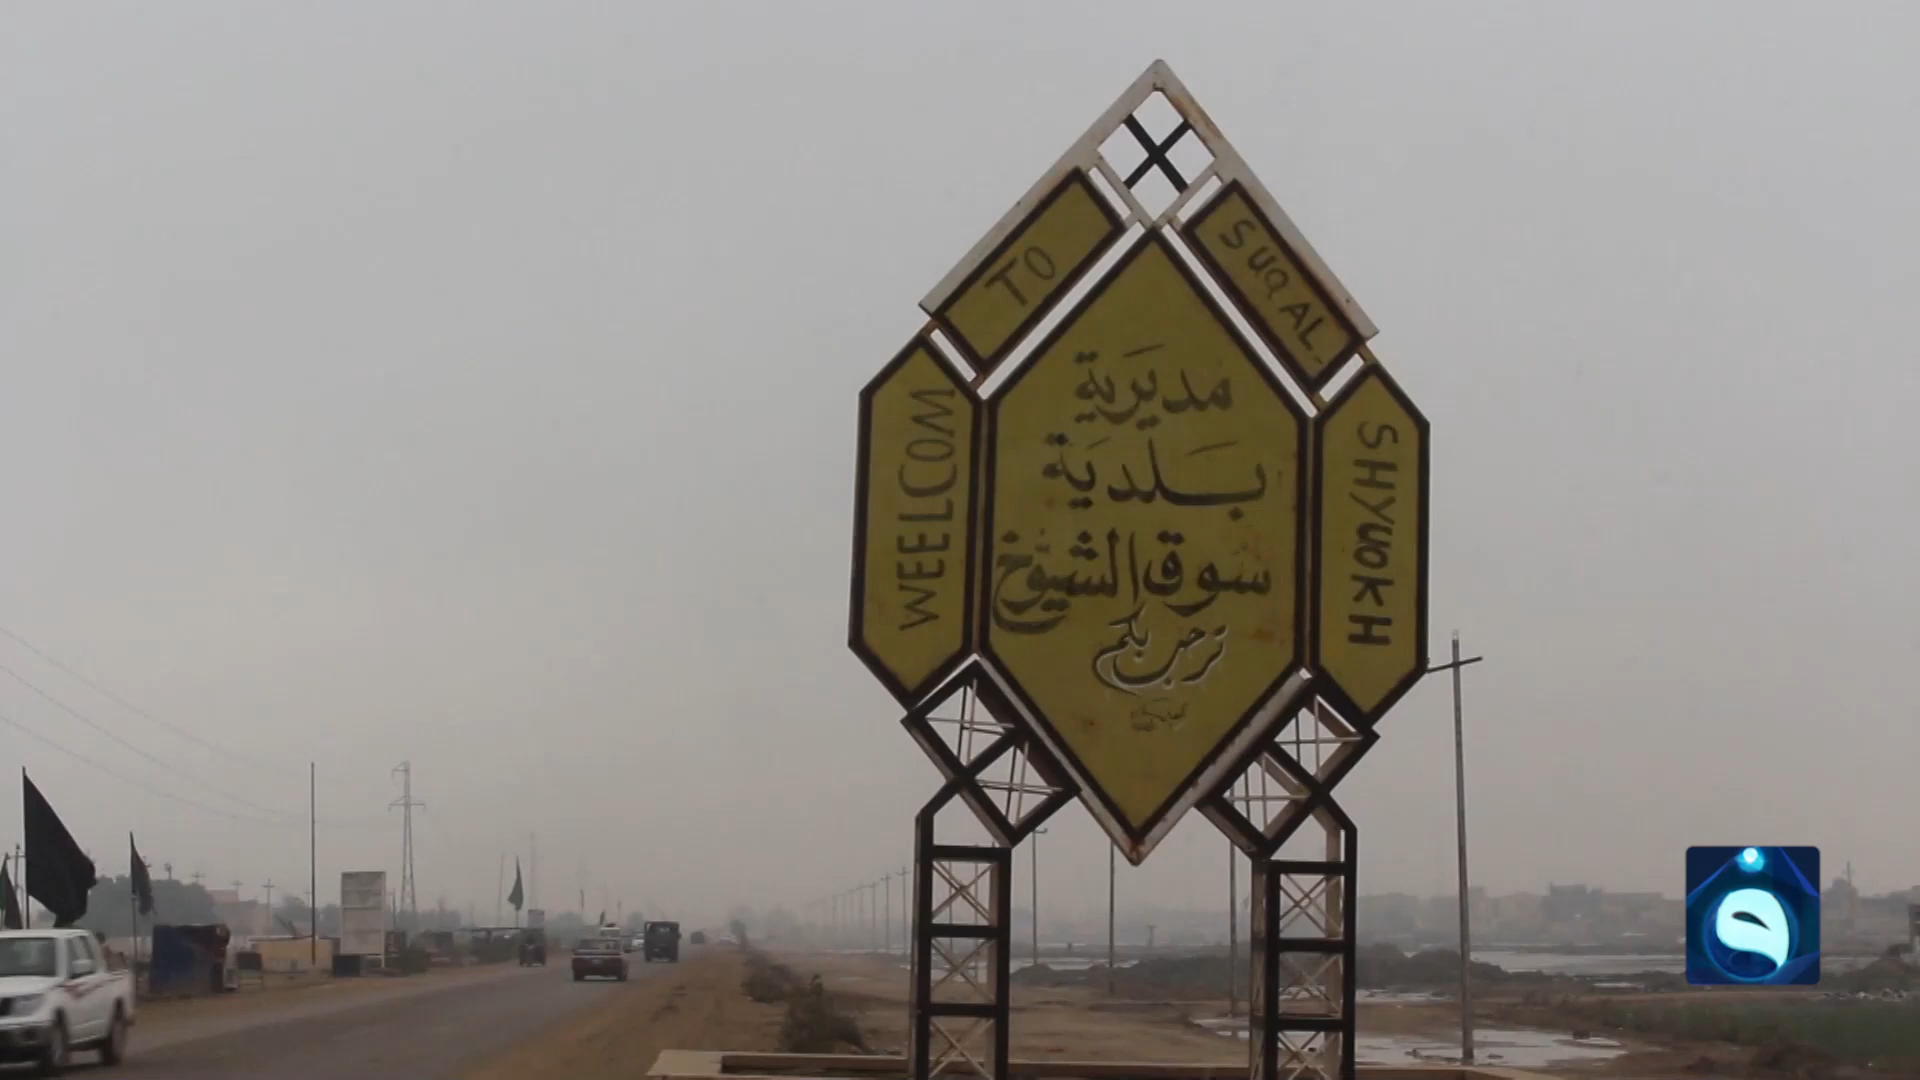 WEELCOM
TO
SUQ AL-
SHYUOKH
مديرية
بلدية
سوق الشيوخ
ترحب بكم